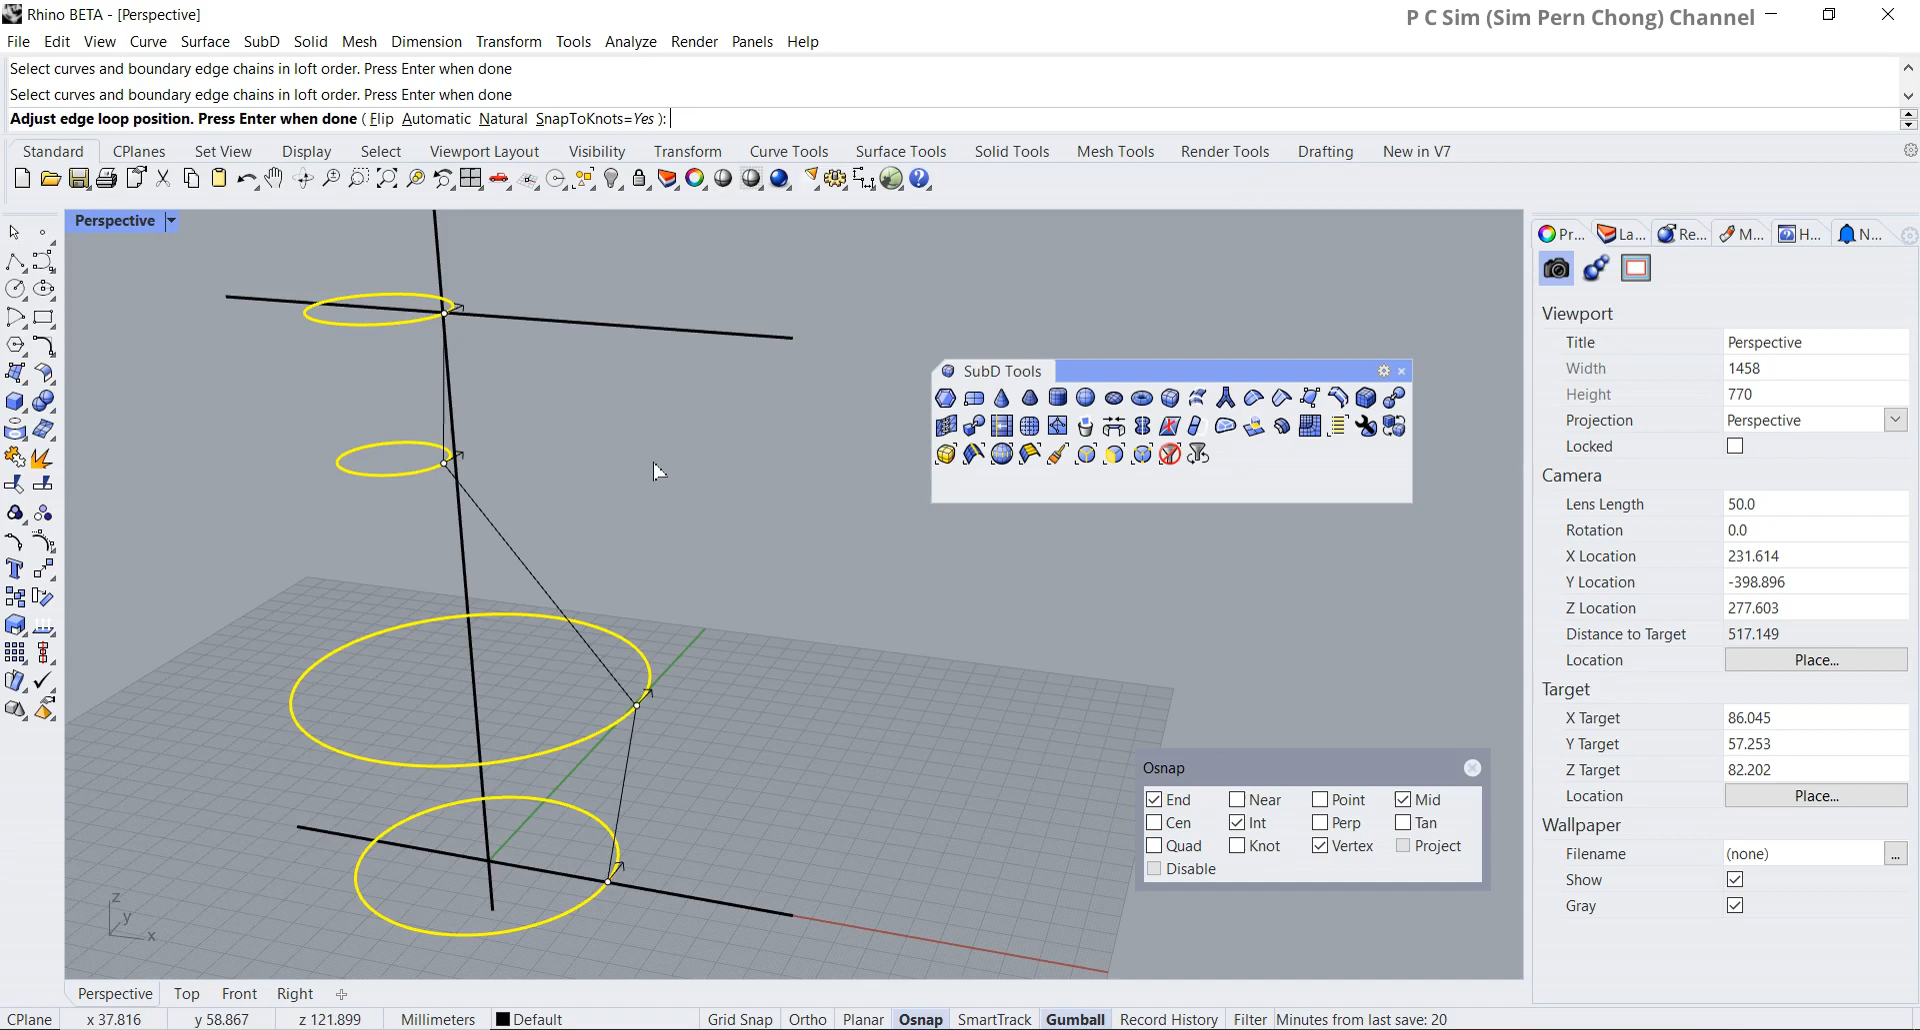 Rhino BETA - [Perspective]
P C Sim (Sim Pern Chong) Channel
File Edit View Curve Surface SubD Solid Mesh Dimension Transform Tools Analyze Render Panels Help
Select curves and boundary edge chains in loft order. Press Enter when done
Select curves and boundary edge chains in loft order. Press Enter when done
Adjust edge loop position. Press Enter when done ( Flip Automatic Natural SnapToKnots=Yes ):
Standard CPlanes Set View Display Select Viewport Layout Visibility Transform Curve Tools Surface Tools Solid Tools Mesh Tools Render Tools Drafting New in V7
Perspective
Pr... La... Re... M... H... N...
SubD Tools
Viewport
Title Perspective
Width 1458
Height 770
Projection Perspective
Locked
Camera
Lens Length 50.0
Rotation 0.0
X Location 231.614
Y Location -398.896
Z Location 277.603
Distance to Target 517.149
Location Place...
Target
X Target 86.045
Y Target 57.253
Z Target 82.202
Location Place...
Wallpaper
Filename (none) ...
Show
Gray
Osnap
End Near Point Mid
Cen Int Perp Tan
Quad Knot Vertex Project
Disable
z
y
x
Perspective Top Front Right
CPlane x 37.816 y 58.867 z 121.899 Millimeters Default Grid Snap Ortho Planar Osnap SmartTrack Gumball Record History Filter Minutes from last save: 20